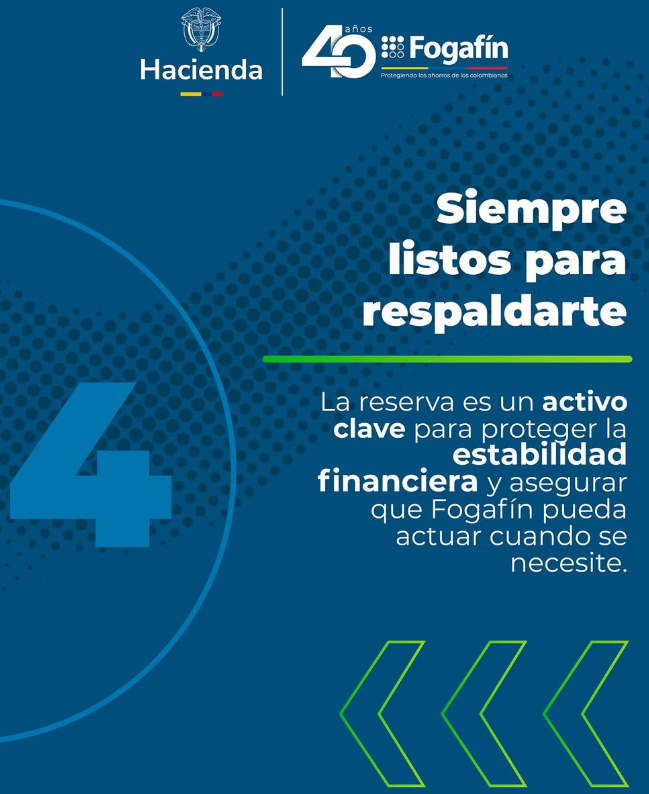 Hacienda
40 años
Fogafín
Protegiendo los ahorros de los colombianos
Siempre
listos para
respaldarte
4
La reserva es un activo
clave para proteger la
estabilidad
financiera y asegurar
que Fogafín pueda
actuar cuando se
necesite.